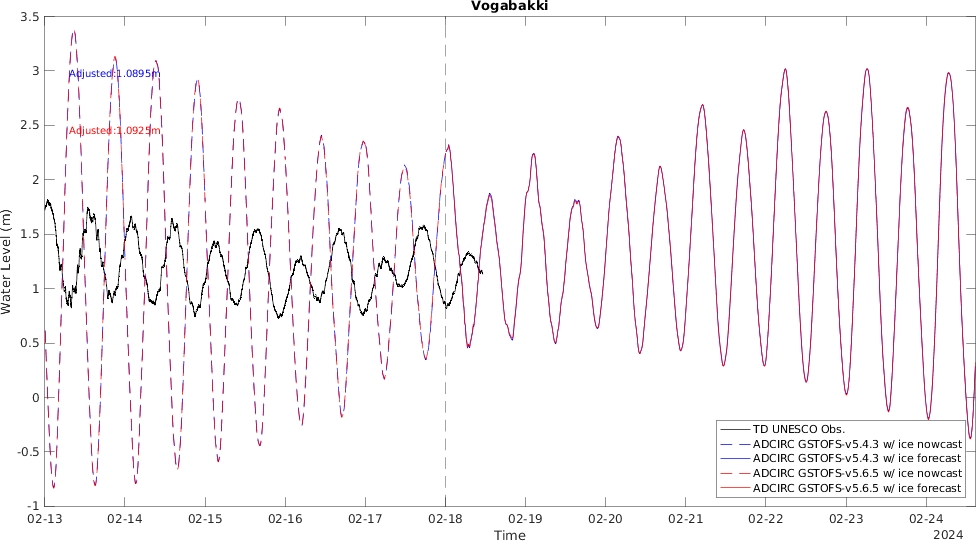 Vogabakki
3.5
3
2.5
2
1.5
1
0.5
0
-0.5
-1
Water Level (m)
Adjusted:1.0895m
Adjusted:1.0925m
TD UNESCO Obs.
ADCIRC GSTOFS-v5.4.3 w/ ice nowcast
ADCIRC GSTOFS-v5.4.3 w/ ice forecast
ADCIRC GSTOFS-v5.6.5 w/ ice nowcast
ADCIRC GSTOFS-v5.6.5 w/ ice forecast
02-13 02-14 02-15 02-16 02-17 02-18 02-19 02-20 02-21 02-22 02-23 02-24
Time
2024